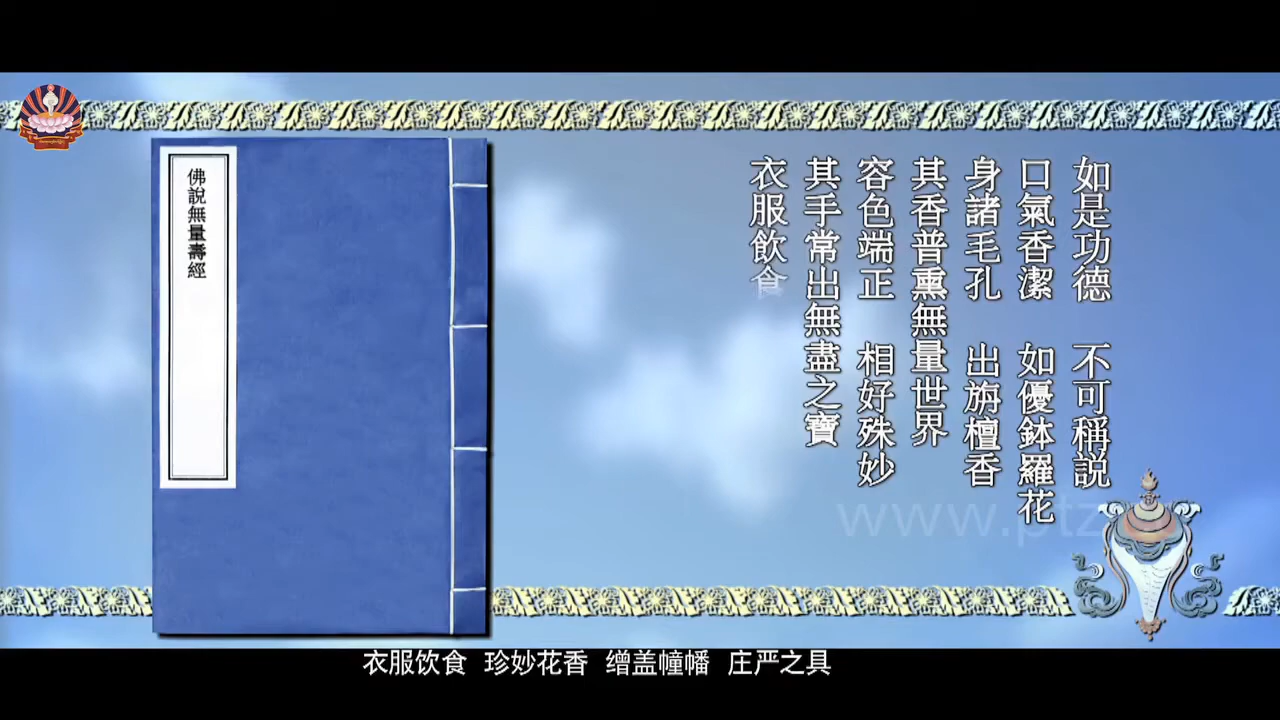 佛說無量壽經
如是功德 不可稱説
口氣香潔 如優鉢羅花
身諸毛孔 出旃檀香
其香普熏無量世界
容色端正 相好殊妙
其手常出無盡之寶
衣服飲食
www.ptz
衣服饮食 珍妙花香 缯盖幢幡 庄严之具